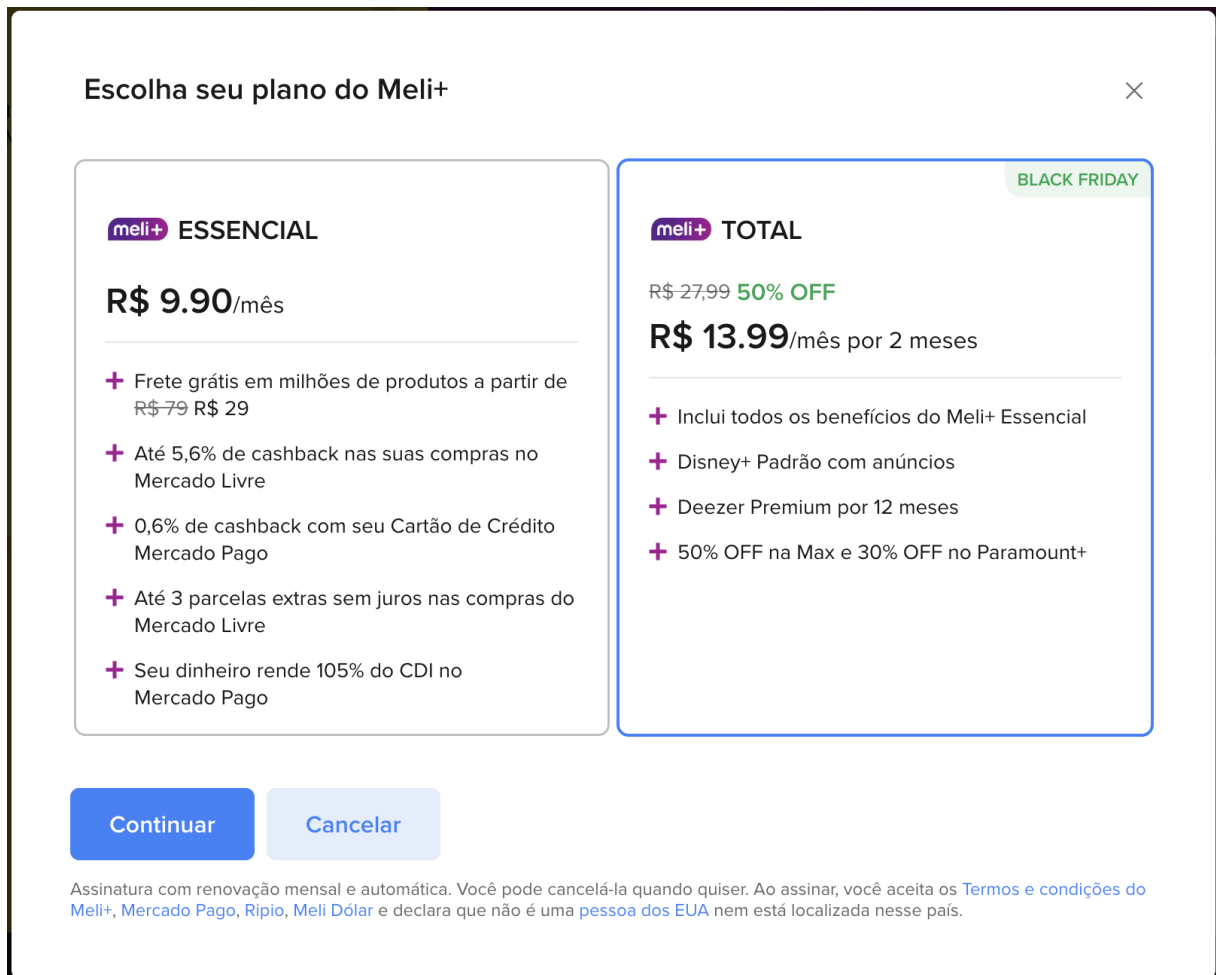 Escolha seu plano do Meli+
meli+ ESSENCIAL
R$ 9.90/mês
Frete grátis em milhões de produtos a partir de
R$ 79 R$ 29
Até 5,6% de cashback nas suas compras no
Mercado Livre
0,6% de cashback com seu Cartão de Crédito
Mercado Pago
Até 3 parcelas extras sem juros nas compras do
Mercado Livre
Seu dinheiro rende 105% do CDI no
Mercado Pago
BLACK FRIDAY
meli+ TOTAL
R$ 27,99 50% OFF
R$ 13.99/mês por 2 meses
Inclui todos os benefícios do Meli+ Essencial
Disney+ Padrão com anúncios
Deezer Premium por 12 meses
50% OFF na Max e 30% OFF no Paramount+
Continuar
Cancelar
Assinatura com renovação mensal e automática. Você pode cancelá-la quando quiser. Ao assinar, você aceita os Termos e condições do
Meli+, Mercado Pago, Ripio, Meli Dólar e declara que não é uma pessoa dos EUA nem está localizada nesse país.